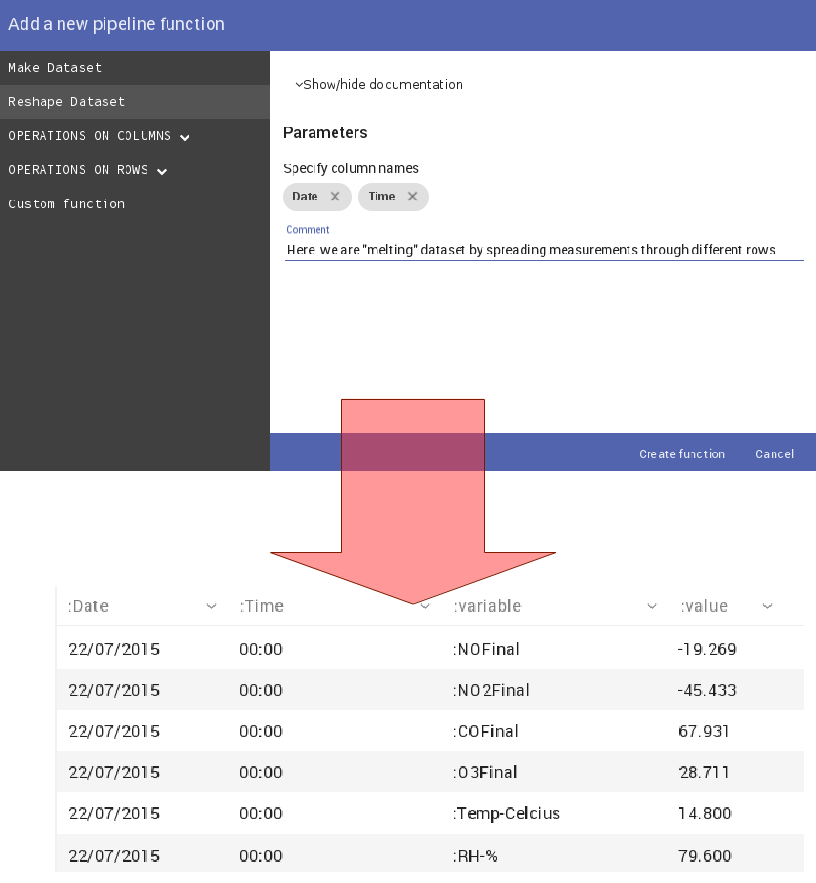 Add a new pipeline function
Make Dataset
Reshape Dataset
OPERATIONS ON COLUMNS
OPERATIONS ON ROWS
Custom function
Show/hide documentation
Parameters
Specify column names
Date Time
Comment
Here we are "melting" dataset by spreading measurements through different rows
Create function Cancel
:Date :Time :variable :value
22/07/2015 00:00 :NOFinal -19.269
22/07/2015 00:00 :NO2Final -45.433
22/07/2015 00:00 :COFinal 67.931
22/07/2015 00:00 :O3Final 28.711
22/07/2015 00:00 :Temp-Celcius 14.800
22/07/2015 00:00 :RH-% 79.600